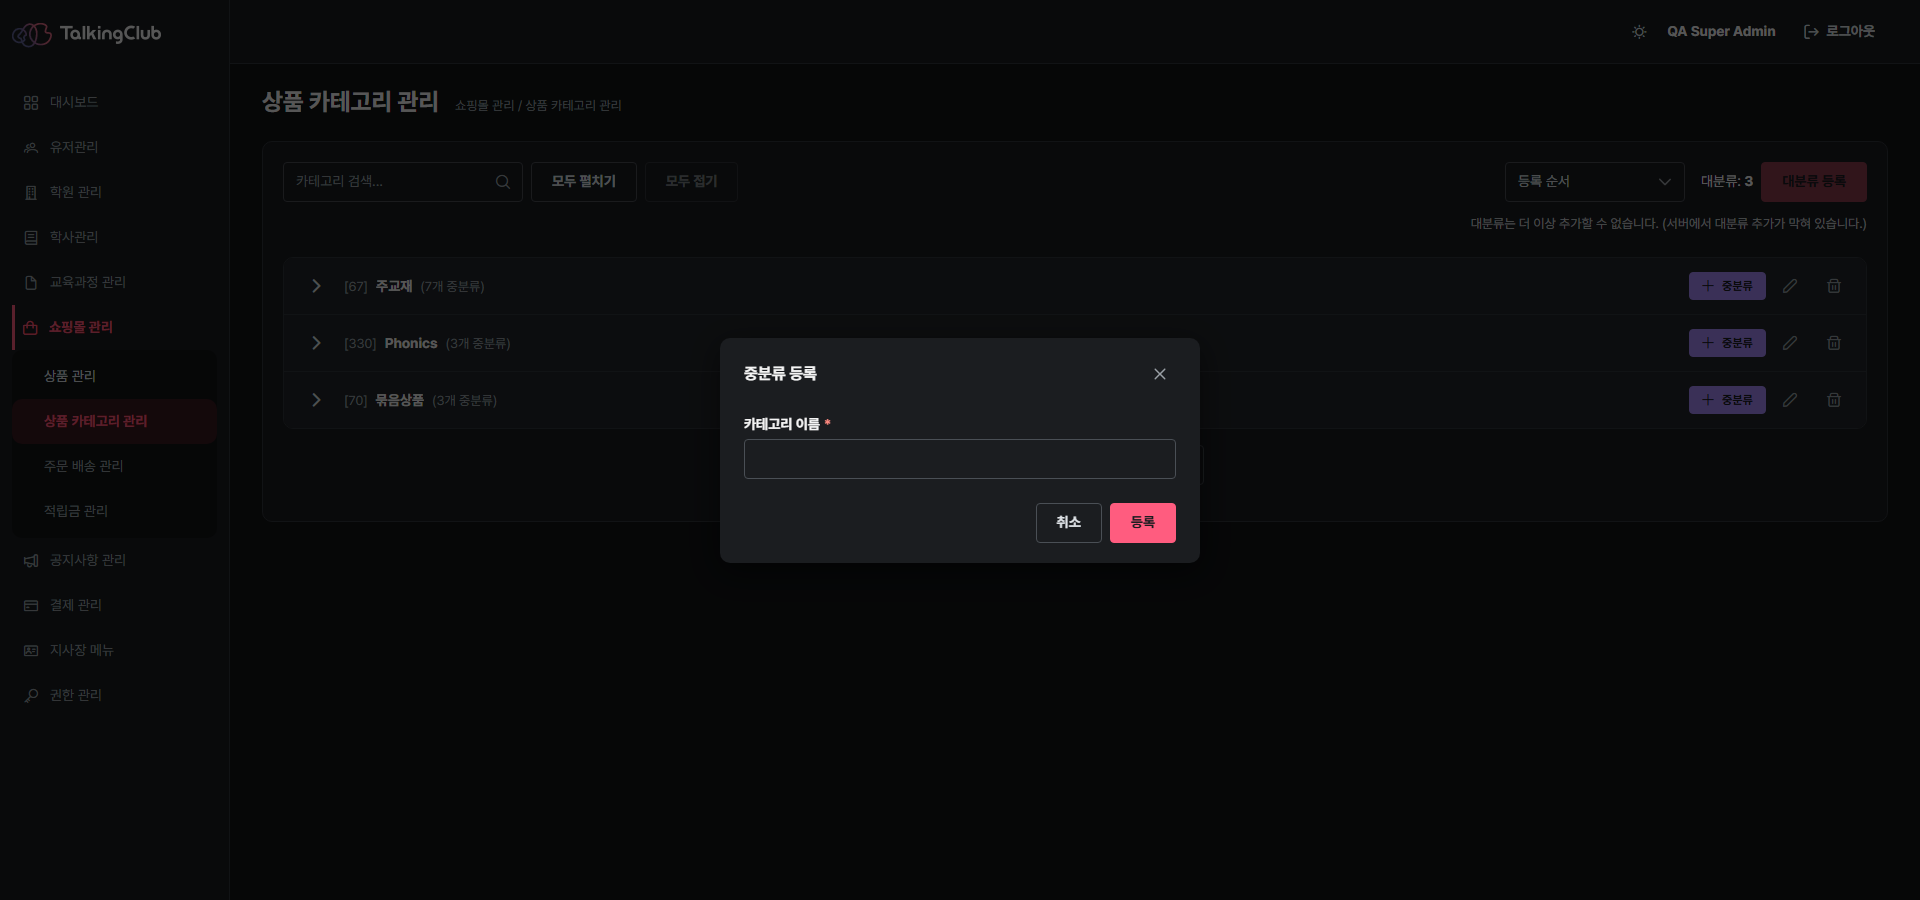 TalkingClub
QA Super Admin
로그아웃
대시보드
유저관리
학원 관리
학사관리
교육과정 관리
쇼핑몰 관리
상품 관리
상품 카테고리 관리
주문 배송 관리
적립금 관리
공지사항 관리
결제 관리
지사장 메뉴
권한 관리
상품 카테고리 관리
쇼핑몰 관리 / 상품 카테고리 관리
카테고리 검색...
모두 펼치기
모두 접기
등록 순서
대분류: 3
대분류 등록
대분류는 더 이상 추가할 수 없습니다. (서버에서 대분류 추가가 막혀 있습니다.)
[67] 주교재 (7개 중분류)
중분류
[330] Phonics (3개 중분류)
중분류
[70] 묶음상품 (3개 중분류)
중분류
중분류 등록
카테고리 이름 *
취소
등록